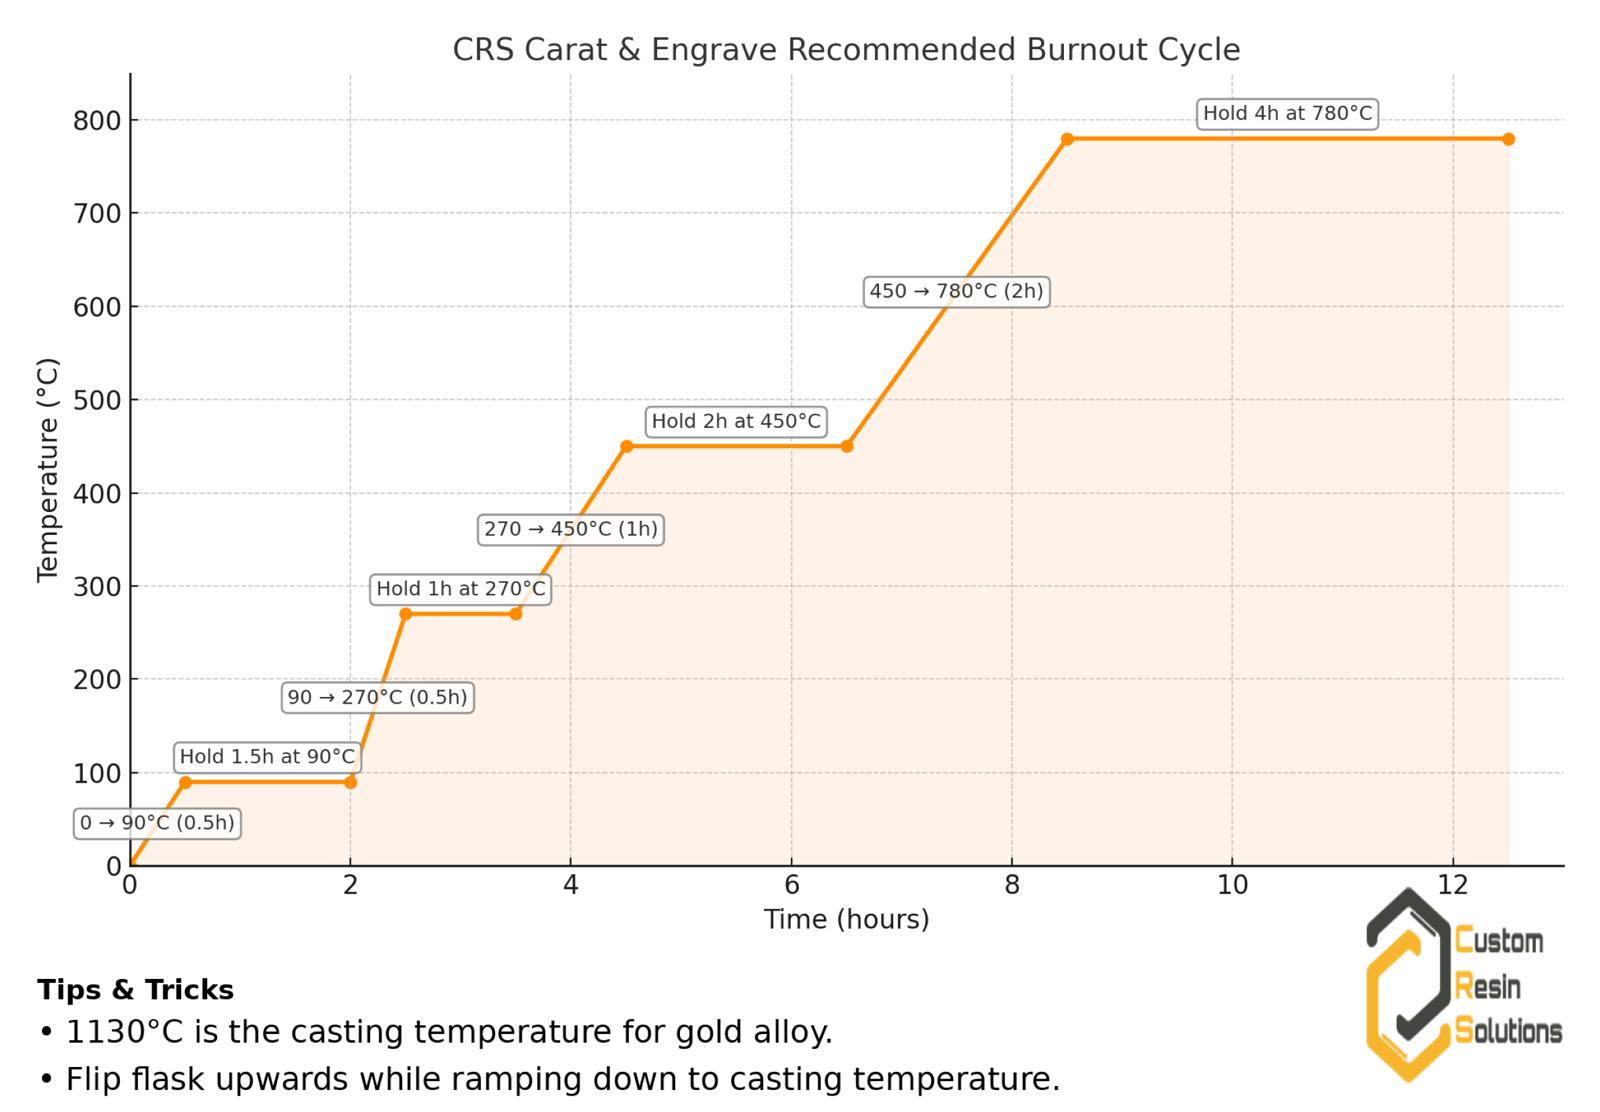 CRS Carat & Engrave Recommended Burnout Cycle
800
700
600
500
400
300
200
100
0
Temperature (°C)
Hold 4h at 780°C
450 → 780°C (2h)
Hold 2h at 450°C
270 → 450°C (1h)
Hold 1h at 270°C
90 → 270°C (0.5h)
Hold 1.5h at 90°C
0 → 90°C (0.5h)
0 2 4 6 8 10 12
Time (hours)
Custom
Resin
Solutions
Tips & Tricks
• 1130°C is the casting temperature for gold alloy.
• Flip flask upwards while ramping down to casting temperature.